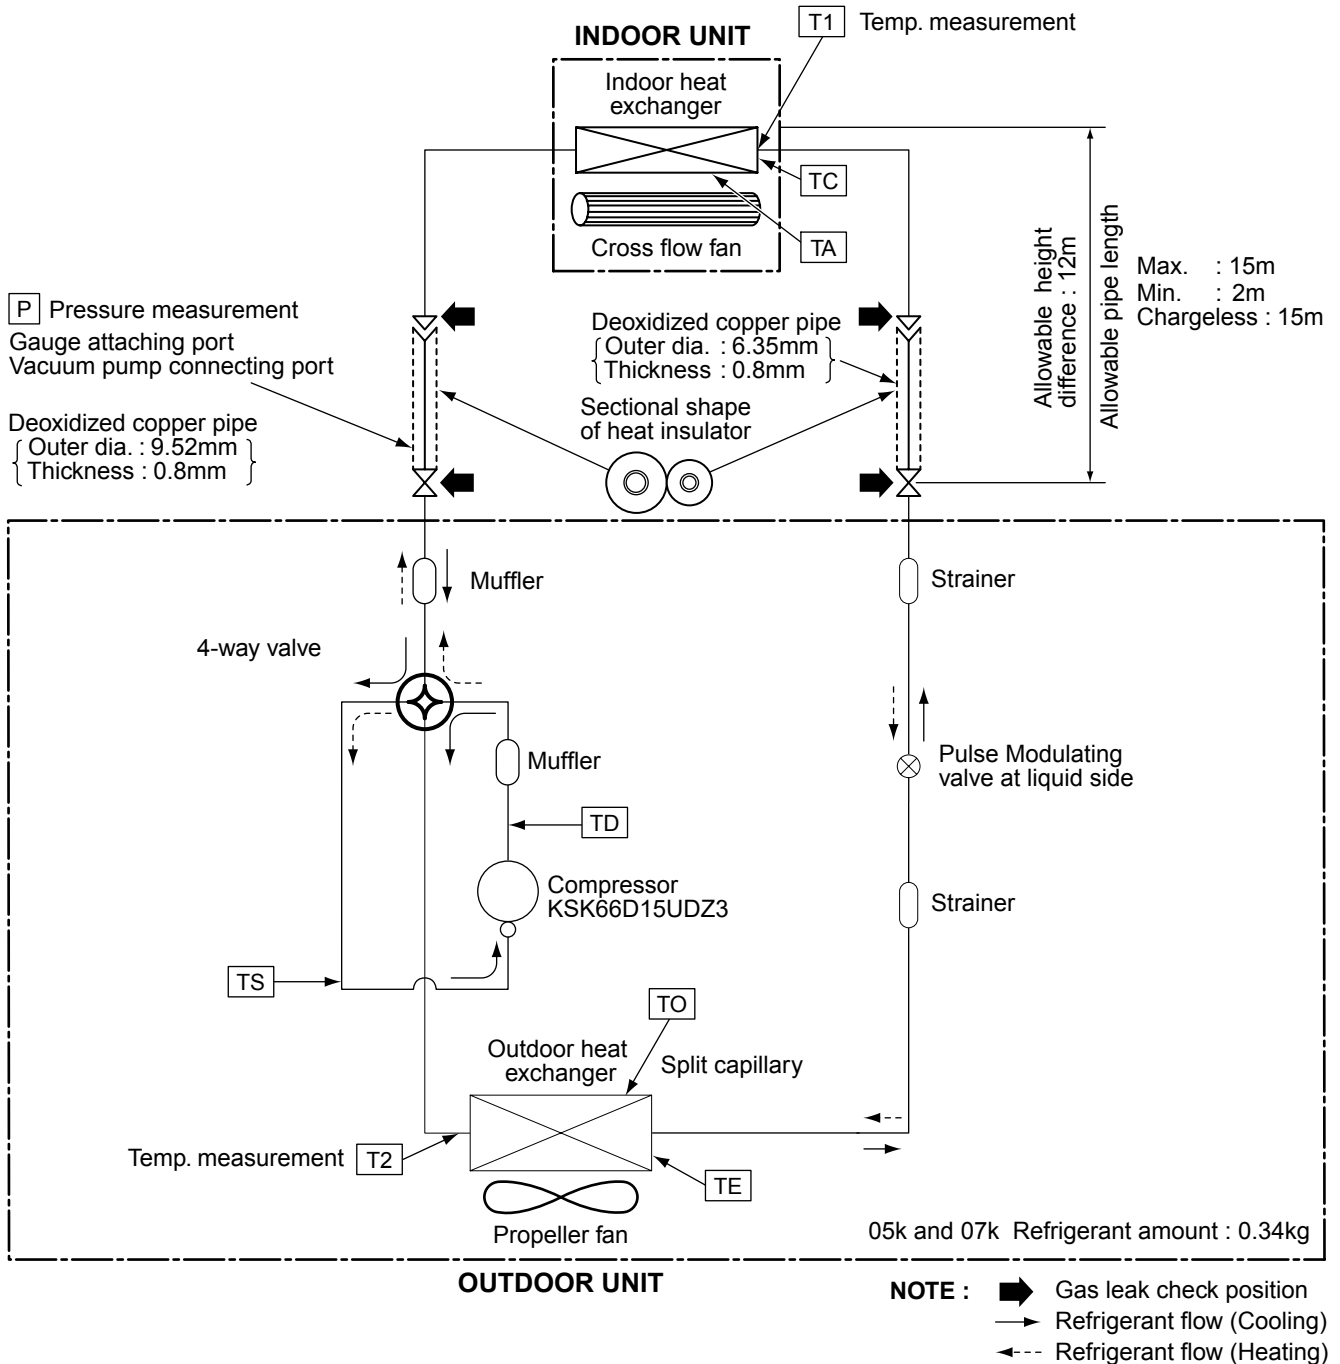 T1 Temp. measurement
INDOOR UNIT
Indoor heat
exchanger
TC
Cross flow fan
TA
Allowable height
difference : 12m
Allowable pipe length
Max. : 15m
Min. : 2m
Chargeless : 15m
P Pressure measurement
Gauge attaching port
Vacuum pump connecting port
Deoxidized copper pipe
Outer dia. : 9.52mm
Thickness : 0.8mm
Deoxidized copper pipe
Outer dia. : 6.35mm
Thickness : 0.8mm
Sectional shape
of heat insulator
Muffler
Strainer
4-way valve
Muffler
Pulse Modulating
valve at liquid side
TD
Compressor
KSK66D15UDZ3
Strainer
TS
TO
Outdoor heat
exchanger
Split capillary
Temp. measurement T2
TE
Propeller fan
05k and 07k Refrigerant amount : 0.34kg
OUTDOOR UNIT
NOTE : Gas leak check position
Refrigerant flow (Cooling)
Refrigerant flow (Heating)